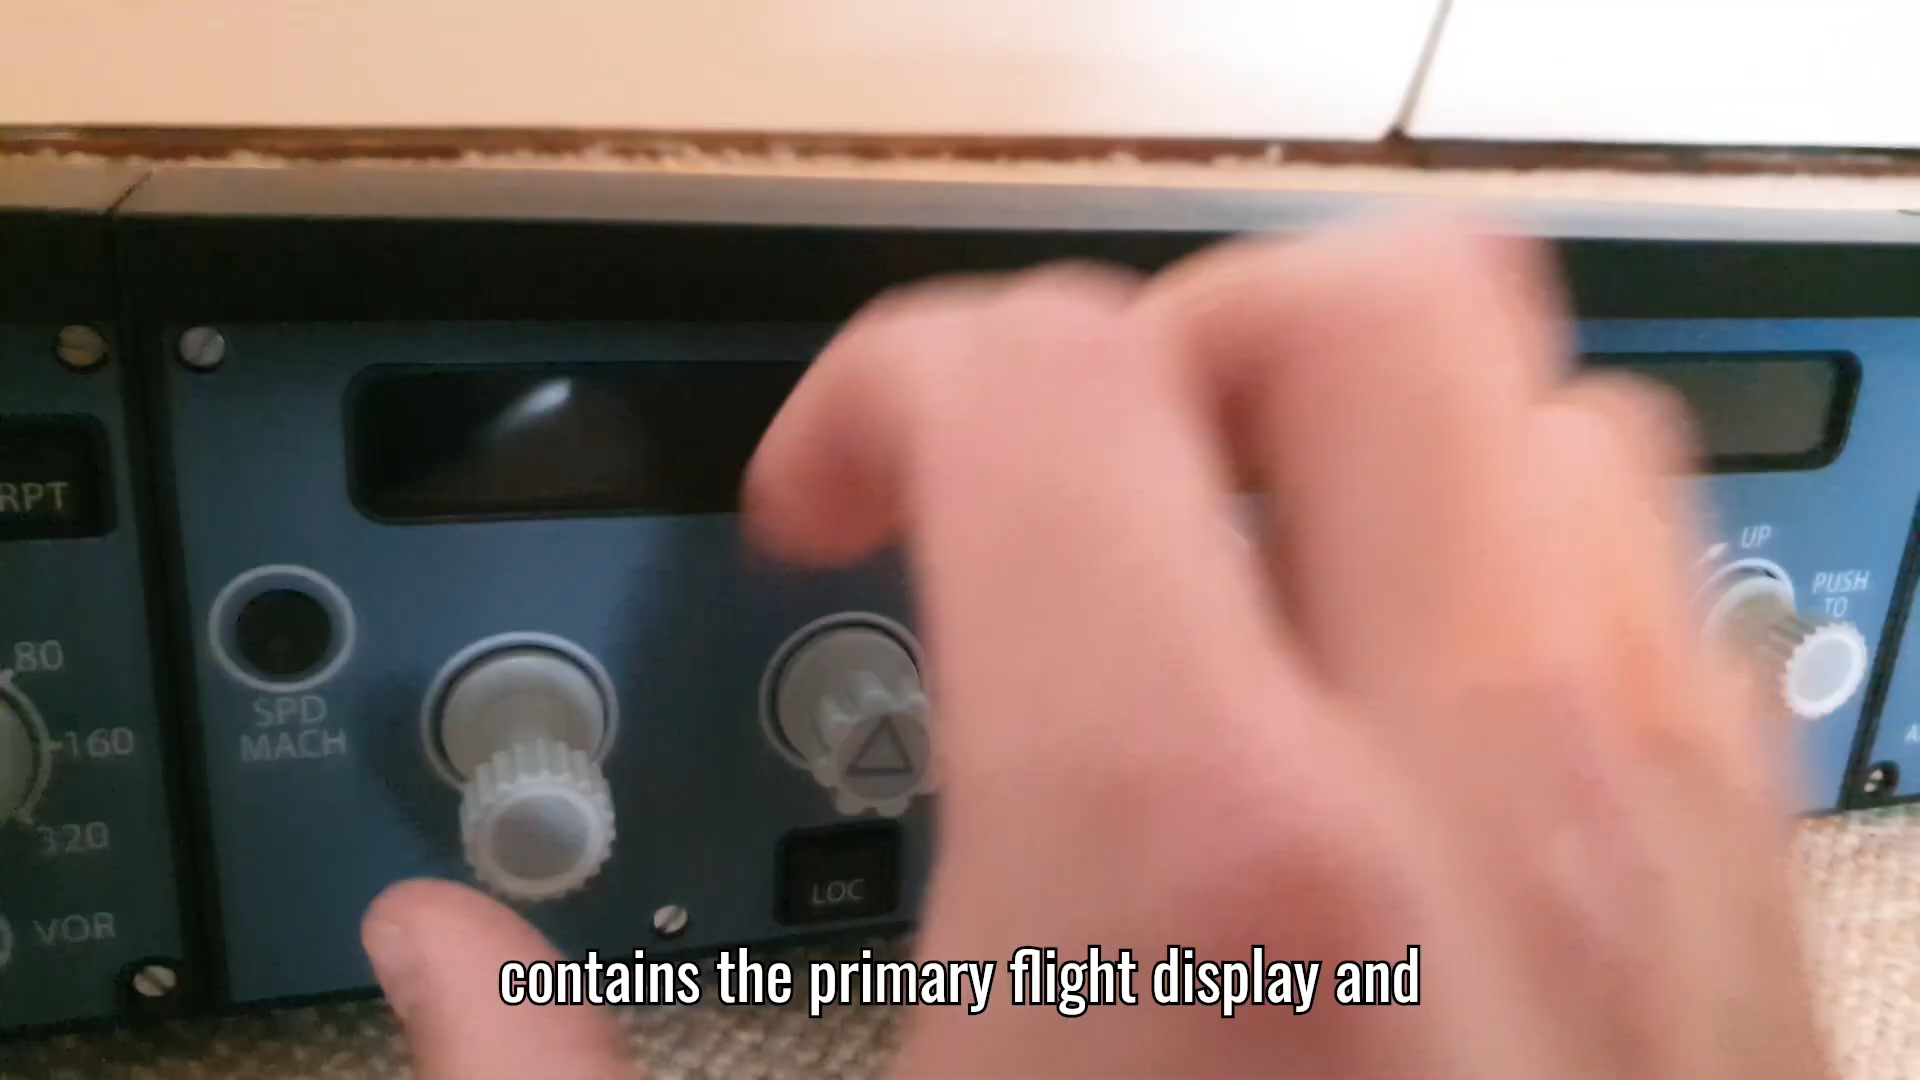 RPT
80
160
320
VOR
SPD
MACH
LOC
UP
PUSH
TO
contains the primary flight display and